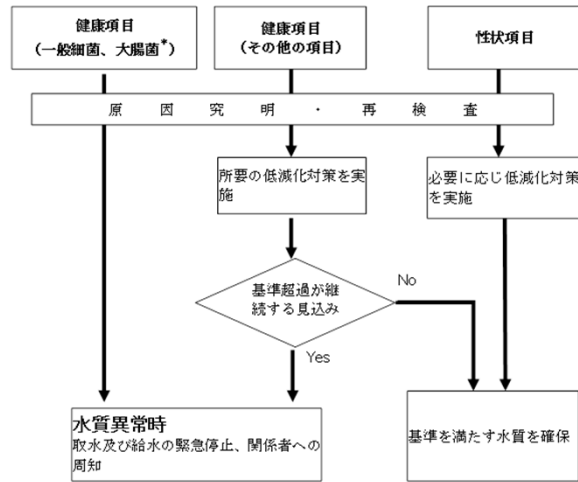 健康項目
(一般細菌、大腸菌*)
健康項目
(その他の項目)
性状項目
原因究明・再検査
所要の低減化対策を実
施
必要に応じ低減化対策
を実施
基準超過が継
続する見込み
No
Yes
水質異常時
取水及び給水の緊急停止、関係者への
周知
基準を満たす水質を確保